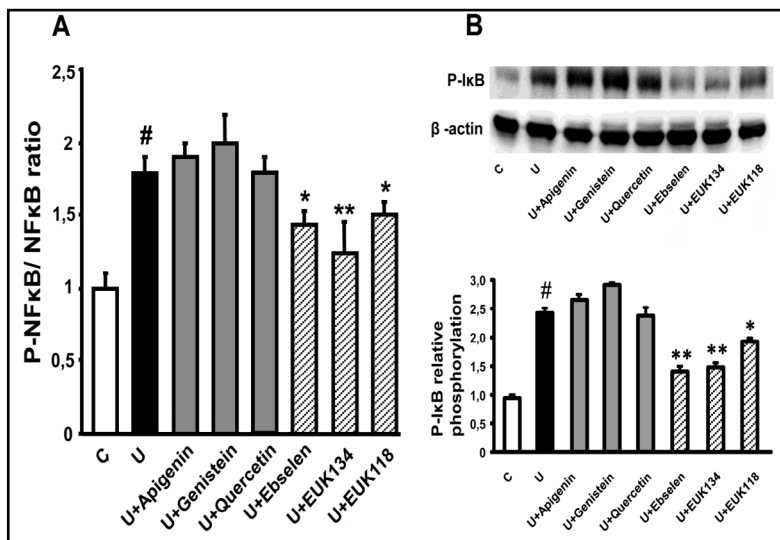 A
P-NFκB/ NFκB ratio
2,5
2
1,5
1
0,5
0
#
*
**
*
C
U
U+Apigenin
U+Genistein
U+Quercetin
U+Ebselen
U+EUK134
U+EUK118
B
P-IκB
β -actin
C
U
U+Apigenin
U+Genistein
U+Quercetin
U+Ebselen
U+EUK134
U+EUK118
P-IκB relative
phosphorylation
3,0
2,5
2,0
1,5
1,0
0,5
0
#
**
**
*
C
U
U+Apigenin
U+Genistein
U+Quercetin
U+Ebselen
U+EUK134
U+EUK118